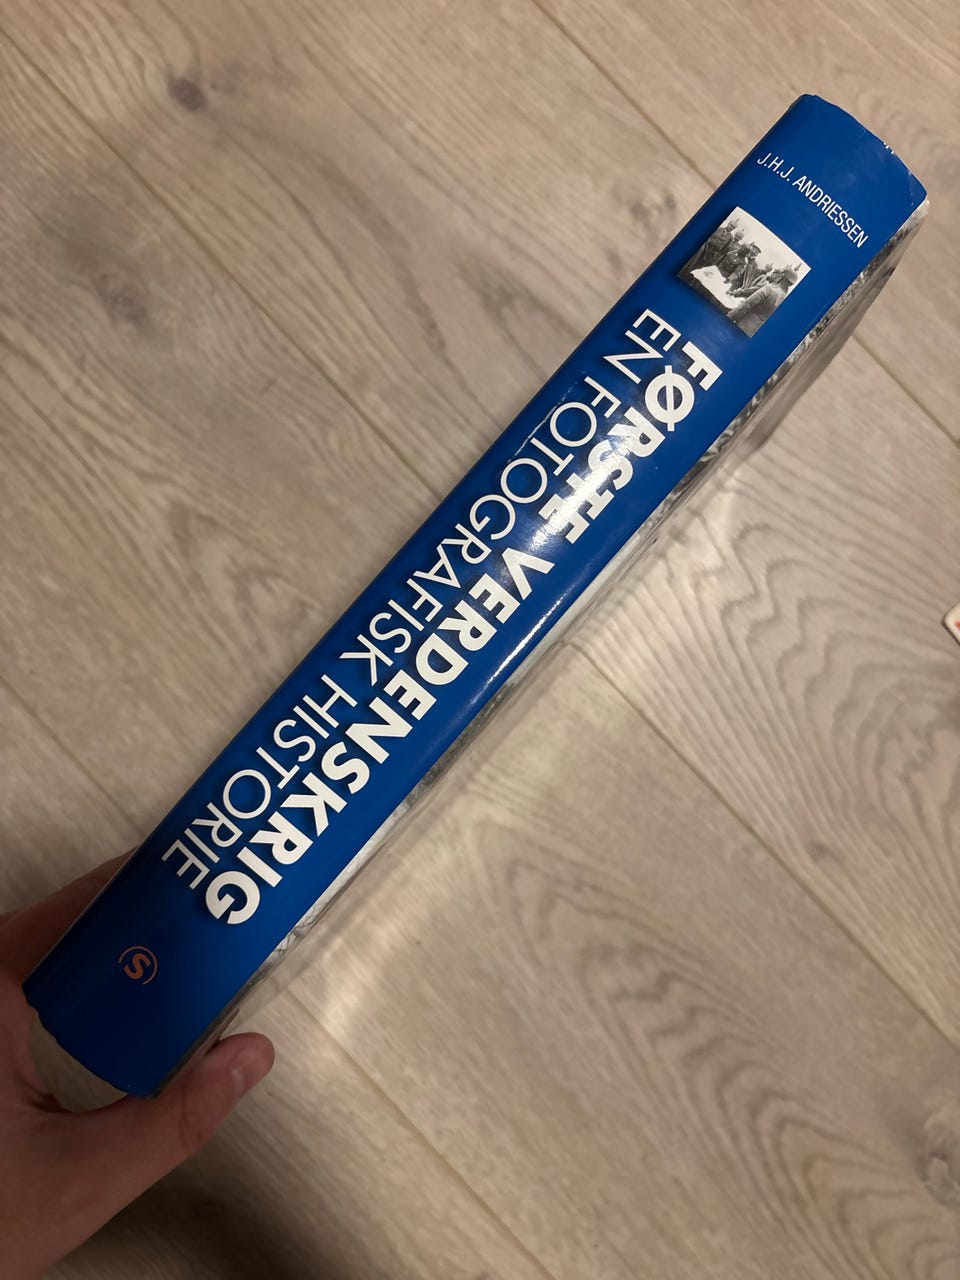 J.H.J. ANDRIESSEN
FØRSTE VERDENSKRIG
EN FOTOGRAFISK HISTORIE
S